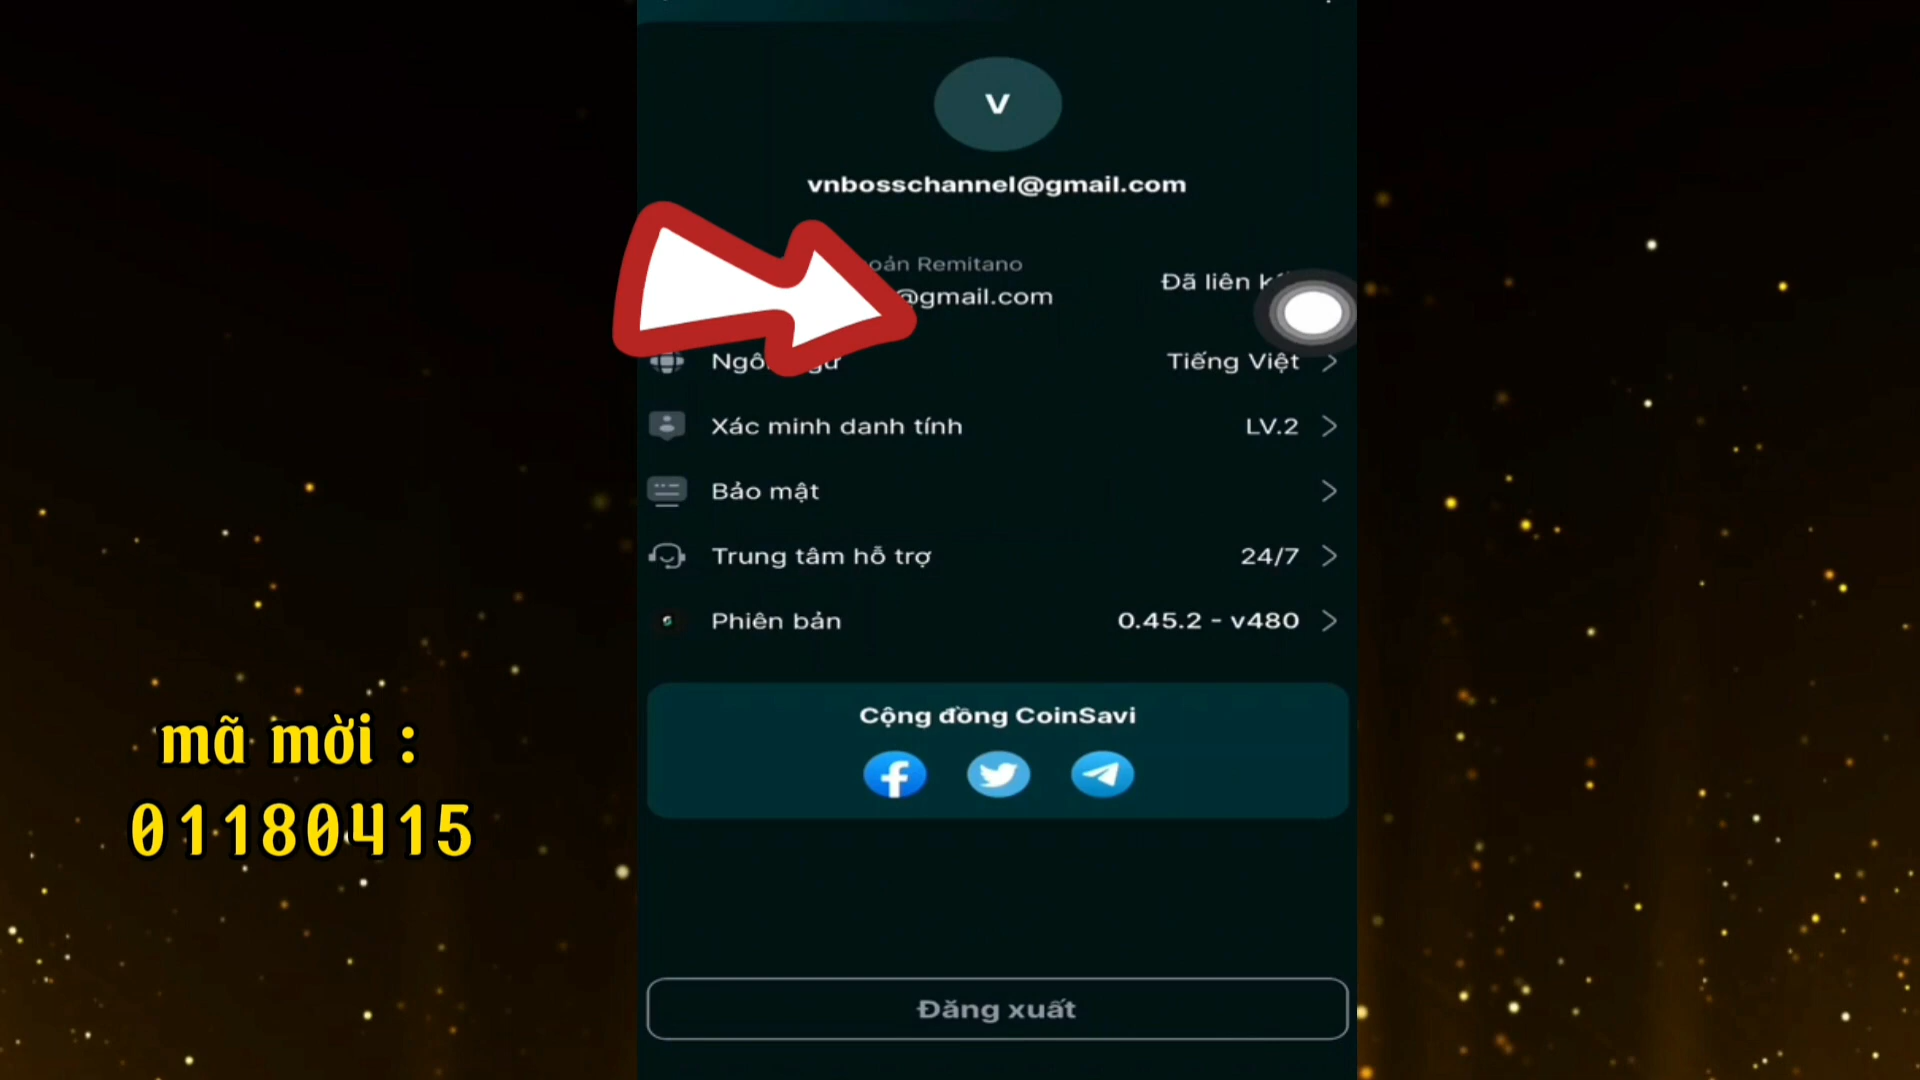 V
vnbosschannel@gmail.com
Remitano
@gmail.com
Đã liên
Tiếng Việt
Xác minh danh tính
LV.2
Bảo mật
Trung tâm hỗ trợ
24/7
Phiên bản
0.45.2 - v480
Cộng đồng CoinSavi
Đăng xuất
mã mời :
01180415